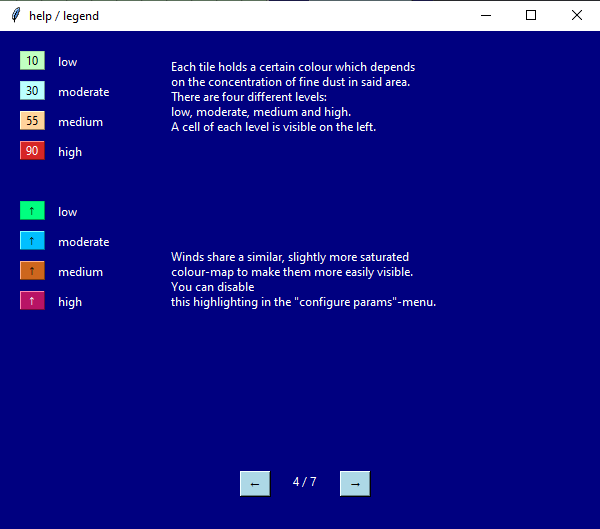 help / legend
10 low
30 moderate
55 medium
90 high
Each tile holds a certain colour which depends
on the concentration of fine dust in said area.
There are four different levels:
low, moderate, medium and high.
A cell of each level is visible on the left.
↑ low
↑ moderate
↑ medium
↑ high
Winds share a similar, slightly more saturated
colour-map to make them more easily visible.
You can disable
this highlighting in the "configure params"-menu.
← 4 / 7 →